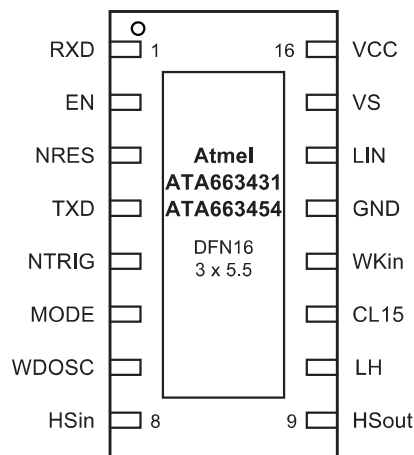 RXD 1 16 VCC
EN VS
NRES LIN
Atmel
ATA663431
TXD ATA663454 GND
DFN16
NTRIG 3 x 5.5 WKin
MODE CL15
WDOSC LH
HSin 8 9 HSout